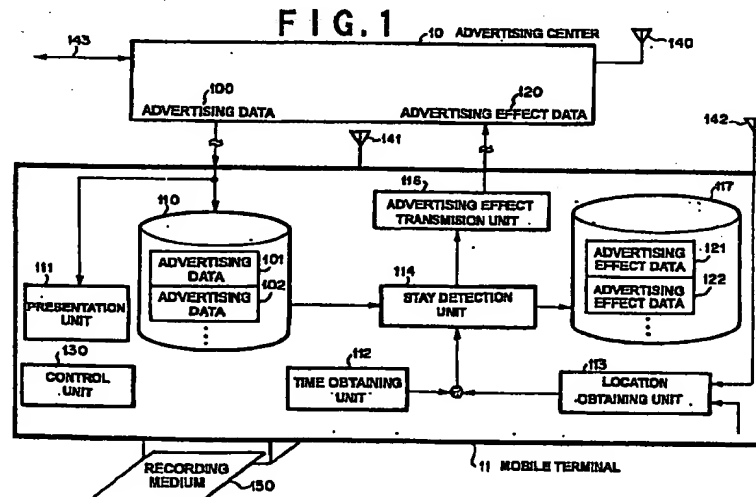 FIG.1
10 ADVERTISING CENTER
143
140
100
120
ADVERTISING DATA
ADVERTISING EFFECT DATA
141
142
116
117
110
ADVERTISING EFFECT
TRANSMISION UNIT
111
ADVERTISING
DATA
101
114
ADVERTISING
EFFECT DATA
121
PRESENTATION
UNIT
ADVERTISING
DATA
102
STAY DETECTION
UNIT
ADVERTISING
EFFECT DATA
122
130
CONTROL
UNIT
112
TIME OBTAINING
UNIT
113
LOCATION
OBTAINING UNIT
RECORDING
MEDIUM
150
11 MOBILE TERMINAL